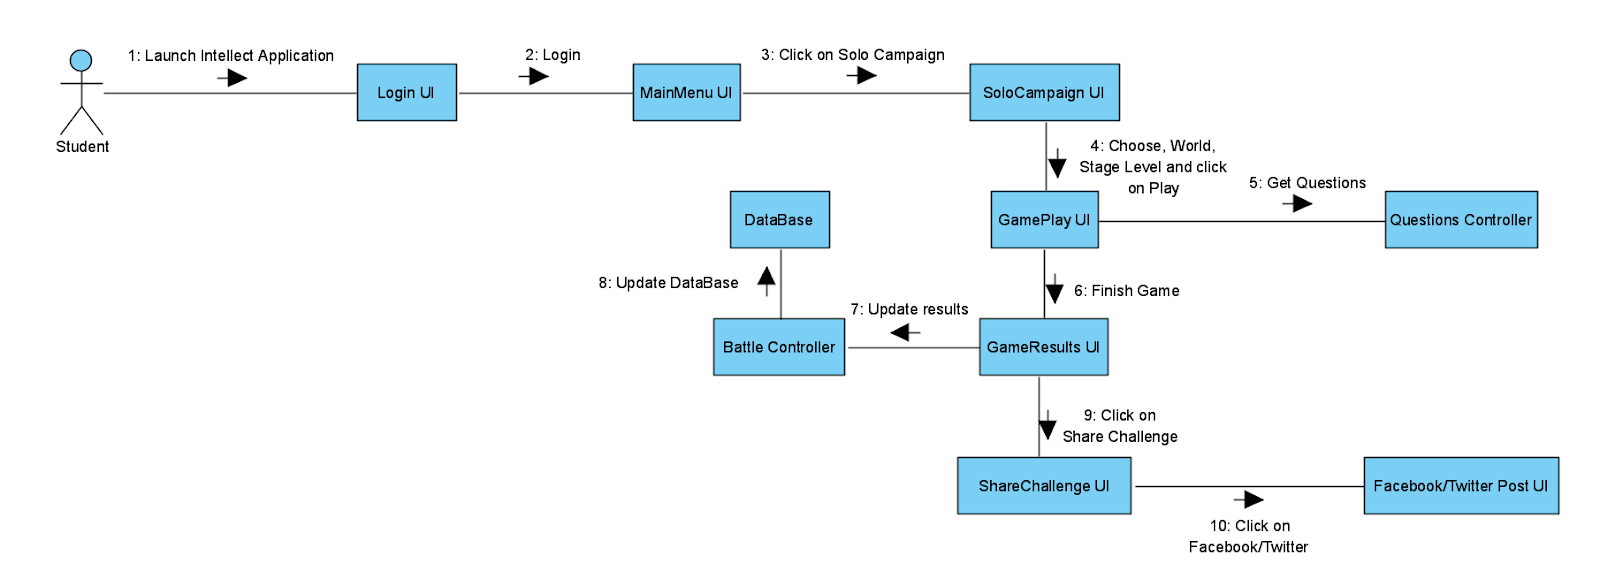 1: Launch Intellect Application
2: Login
3: Click on Solo Campaign
Login UI
MainMenu UI
SoloCampaign UI
Student
4: Choose, World,
Stage Level and click
on Play
5: Get Questions
DataBase
GamePlay UI
Questions Controller
8: Update DataBase
6: Finish Game
7: Update results
Battle Controller
GameResults UI
9: Click on
Share Challenge
ShareChallenge UI
Facebook/Twitter Post UI
10: Click on
Facebook/Twitter